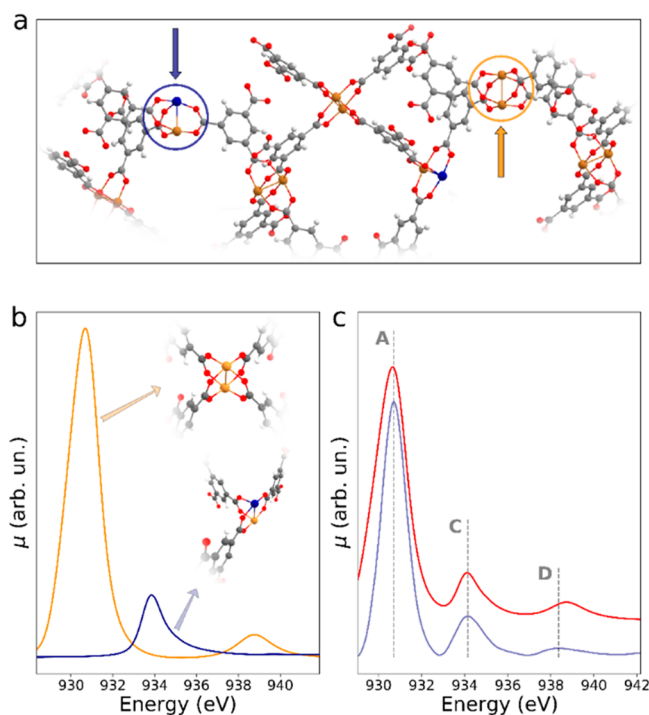 a
b
c
A
C
D
μ (arb. un.)
μ (arb. un.)
930 932 934 936 938 940
930 932 934 936 938 940 942
Energy (eV)
Energy (eV)